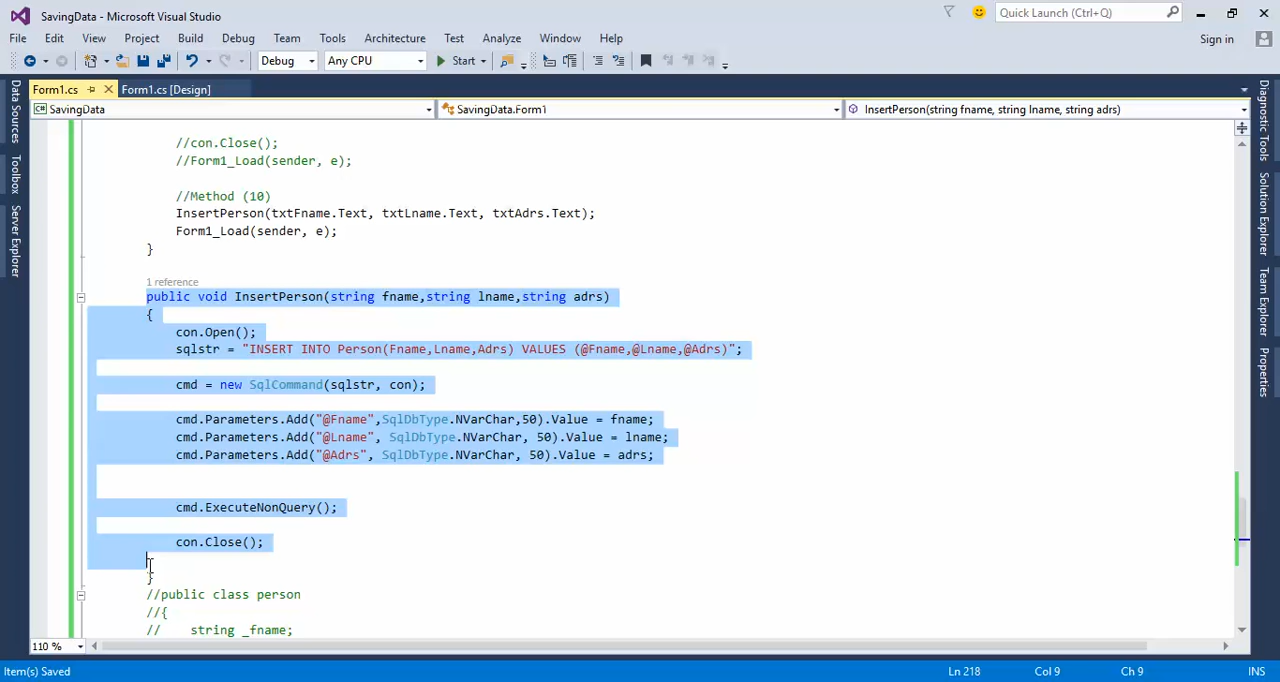 SavingData - Microsoft Visual Studio
Quick Launch (Ctrl+Q)
File Edit View Project Build Debug Team Tools Architecture Test Analyze Window Help
Sign in
Debug Any CPU Start
Form1.cs Form1.cs [Design]
SavingData SavingData.Form1 InsertPerson(string fname, string lname, string adrs)
Data Sources
Toolbox
Server Explorer
//con.Close();
//Form1_Load(sender, e);
//Method (10)
InsertPerson(txtFname.Text, txtLname.Text, txtAdrs.Text);
Form1_Load(sender, e);
}
1 reference
public void InsertPerson(string fname,string lname,string adrs)
{
con.Open();
sqlstr = "INSERT INTO Person(Fname,Lname,Adrs) VALUES (@Fname,@Lname,@Adrs)";
cmd = new SqlCommand(sqlstr, con);
cmd.Parameters.Add("@Fname",SqlDbType.NVarChar,50).Value = fname;
cmd.Parameters.Add("@Lname", SqlDbType.NVarChar, 50).Value = lname;
cmd.Parameters.Add("@Adrs", SqlDbType.NVarChar, 50).Value = adrs;
cmd.ExecuteNonQuery();
con.Close();
}
//public class person
//{
// string _fname;
Diagnostic Tools
Solution Explorer
Team Explorer
Properties
110 %
Item(s) Saved Ln 218 Col 9 Ch 9 INS